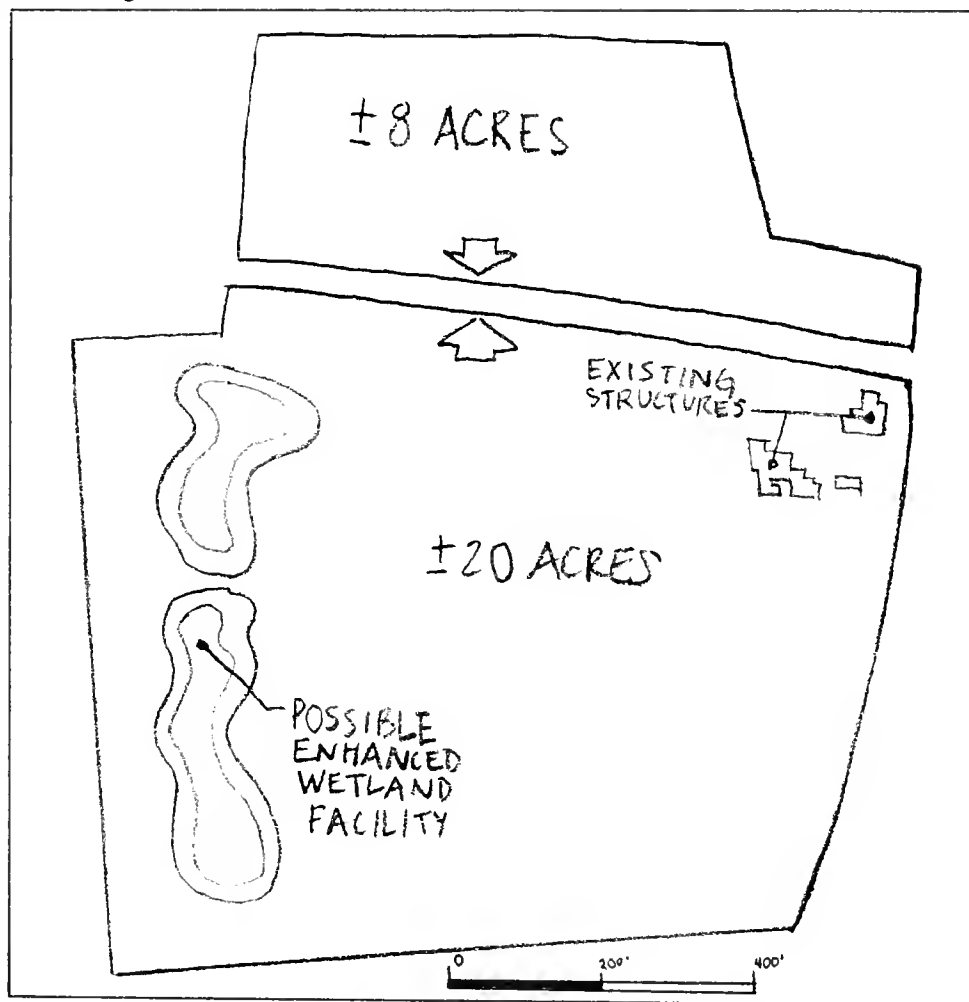 ±8 ACRES
EXISTING
STRUCTURES
±20 ACRES
POSSIBLE
ENHANCED
WETLAND
FACILITY
0 200' 400'